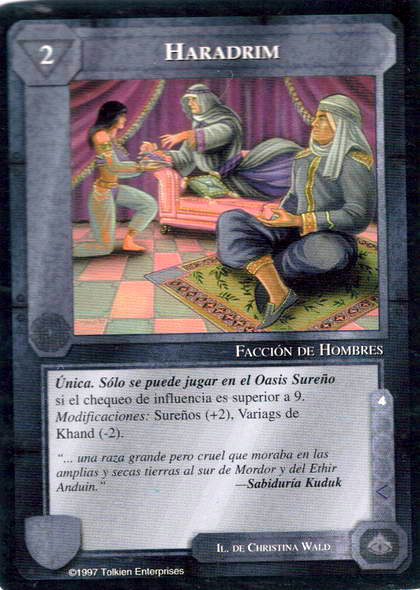 2
HARADRIM
FACCIÓN DE HOMBRES
Única. Sólo se puede jugar en el Oasis Sureño
si el chequeo de influencia es superior a 9.
Modificaciones: Sureños (+2), Variags de
Khand (-2).
"... una raza grande pero cruel que moraba en las
amplias y secas tierras al sur de Mordor y del Ethir
Anduin." —Sabiduría Kuduk
4
IL. DE CHRISTINA WALD
©1997 Tolkien Enterprises